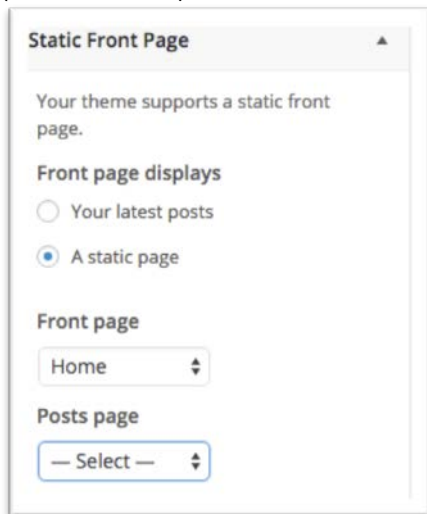 Static Front Page
Your theme supports a static front
page.
Front page displays
Your latest posts
A static page
Front page
Home
Posts page
— Select —